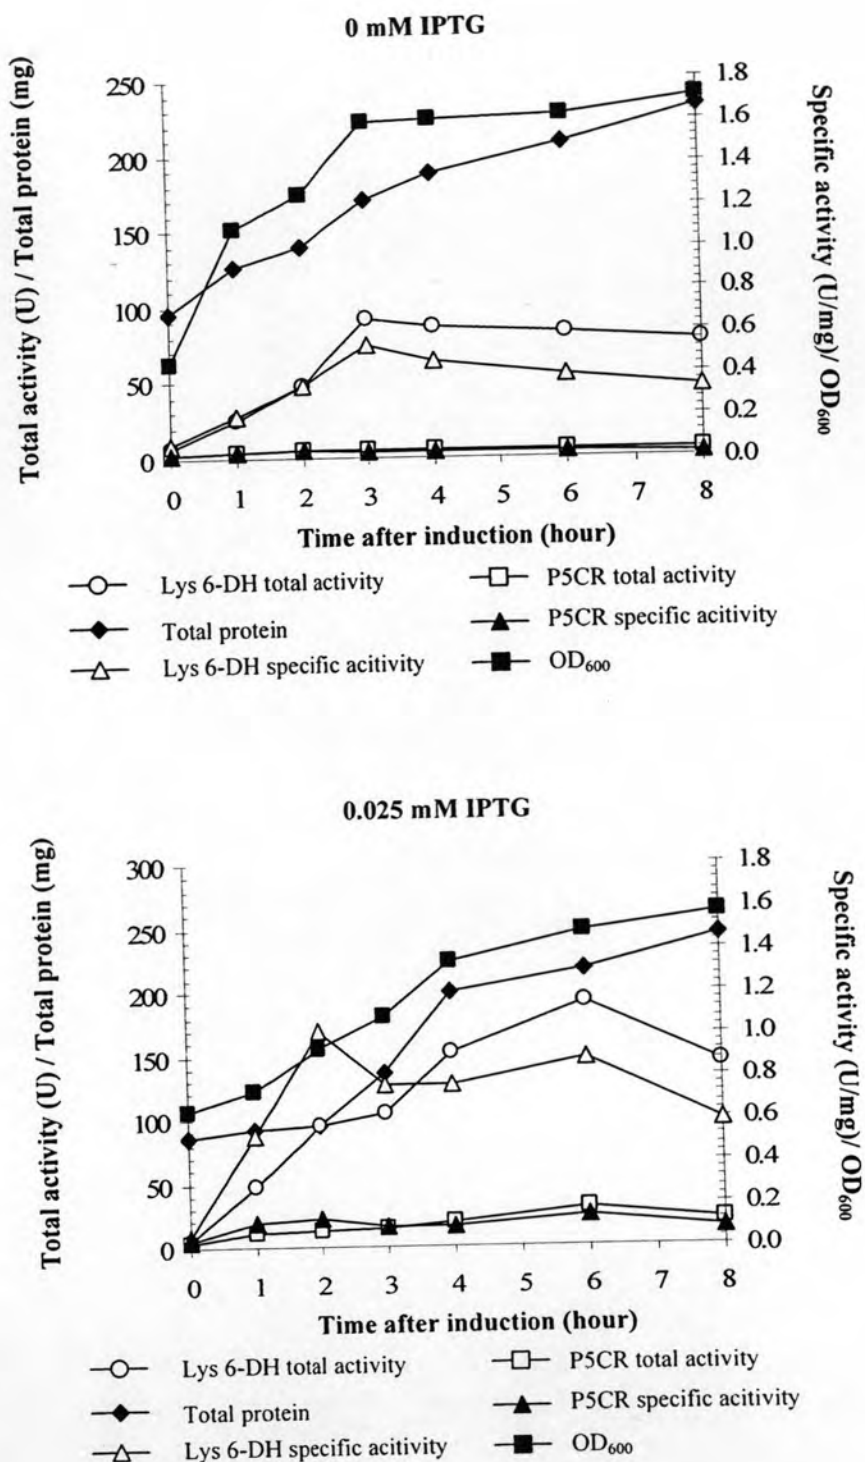 0 mM IPTG
Total activity (U) / Total protein (mg)
250
200
150
100
50
0
1.8
1.6
1.4
1.2
1.0
0.8
0.6
0.4
0.2
0.0
Specific activity (U/mg)/ OD600
0 1 2 3 4 5 6 7 8
Time after induction (hour)
Lys 6-DH total activity
P5CR total activity
Total protein
P5CR specific acitivity
Lys 6-DH specific acitivity
OD600
0.025 mM IPTG
Total activity (U) / Total protein (mg)
300
250
200
150
100
50
0
1.8
1.6
1.4
1.2
1.0
0.8
0.6
0.4
0.2
0.0
Specific activity (U/mg)/ OD600
0 1 2 3 4 5 6 7 8
Time after induction (hour)
Lys 6-DH total activity
P5CR total activity
Total protein
P5CR specific acitivity
Lys 6-DH specific acitivity
OD600